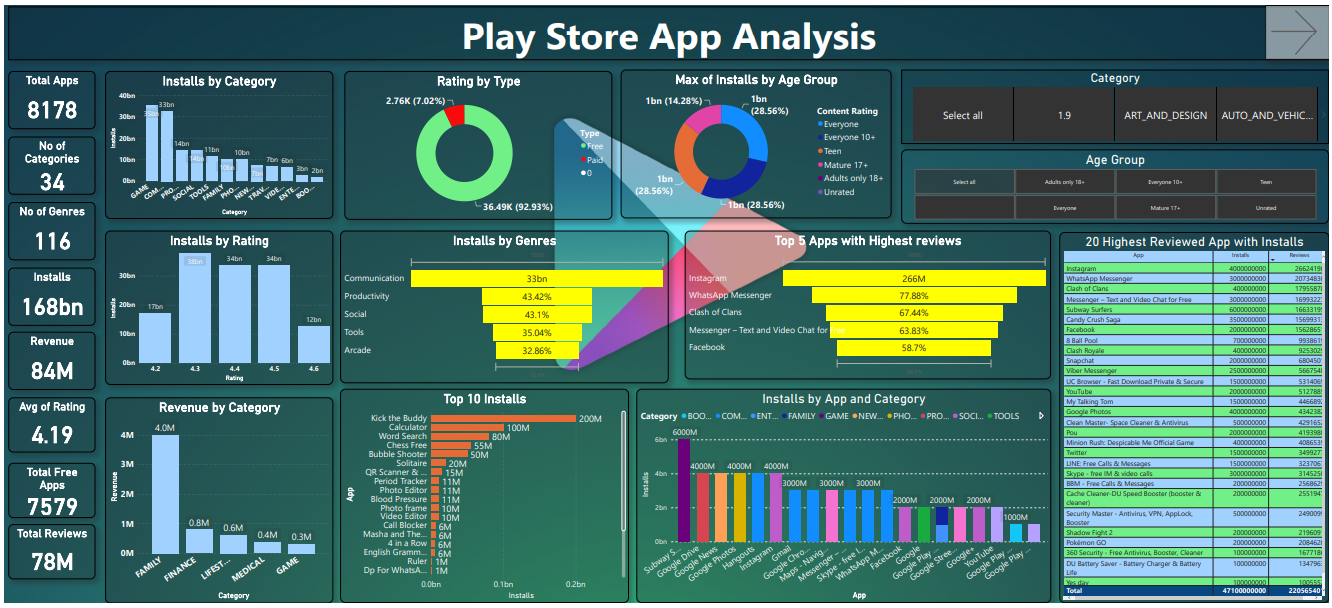 Play Store App Analysis
Total Apps
8178
No of
Categories
34
No of Genres
116
Installs
168bn
Revenue
84M
Avg of Rating
4.19
Total Free
Apps
7579
Total Reviews
78M
Installs by Category
40bn
30bn
20bn
10bn
0bn
Installs
35bn
33bn
14bn
14bn
11bn
10bn
10bn
7bn
7bn
6bn
3bn
2bn
GAME
COM...
PRO...
SOCIAL
TOOLS
FAMILY
PHO...
NEW...
TRAV...
VIDE...
ENTE...
BOO...
Category
Rating by Type
2.76K (7.02%)
36.49K (92.93%)
Type
Free
Paid
0
Max of Installs by Age Group
1bn (14.28%)
1bn
(28.56%)
1bn
(28.56%)
1bn (28.56%)
Content Rating
Everyone
Everyone 10+
Teen
Mature 17+
Adults only 18+
Unrated
Category
Select all
1.9
ART_AND_DESIGN
AUTO_AND_VEHIC...
Age Group
Select all
Adults only 18+
Everyone 10+
Teen
Everyone
Mature 17+
Unrated
Installs by Rating
30bn
20bn
10bn
0bn
Installs
17bn
38bn
34bn
34bn
12bn
4.2
4.3
4.4
4.5
4.6
Rating
Installs by Genres
Communication
33bn
Productivity
43.42%
Social
43.1%
Tools
35.04%
Arcade
32.86%
Top 5 Apps with Highest reviews
Instagram
266M
WhatsApp Messenger
77.88%
Clash of Clans
67.44%
Messenger – Text and Video Chat for Free
63.83%
Facebook
58.7%
20 Highest Reviewed App with Installs
App Installs Reviews
Instagram 4000000000 2662419
WhatsApp Messenger 3000000000 2073438
Clash of Clans 400000000 1795587
Messenger – Text and Video Chat for Free 3000000000 1699322
Subway Surfers 6000000000 1663319
Candy Crush Saga 3500000000 1569931
Facebook 2000000000 1562865
8 Ball Pool 700000000 993861
Clash Royale 400000000 925302
Snapchat 2000000000 680450
Viber Messenger 2500000000 566754
UC Browser - Fast Download Private & Secure 1500000000 531406
YouTube 2000000000 512788
My Talking Tom 1500000000 446689
Google Photos 4000000000 434238
Clean Master- Space Cleaner & Antivirus 500000000 429165
Pou 2000000000 419398
Minion Rush: Despicable Me Official Game 400000000 408653
Twitter 1500000000 349927
LINE: Free Calls & Messages 1500000000 323706
Skype - free IM & video calls 3000000000 314525
BBM - Free Calls & Messages 200000000 256862
Cache Cleaner-DU Speed Booster (booster &
cleaner) 200000000 255194
Security Master - Antivirus, VPN, AppLock,
Booster 500000000 249009
Shadow Fight 2 200000000 219609
Pokémon GO 200000000 208462
360 Security - Free Antivirus, Booster, Cleaner 100000000 167718
DU Battery Saver - Battery Charger & Battery
Life 100000000 134796
Yes day 100000000 100555
Total 47100000000 22056540
Revenue by Category
4M
3M
2M
1M
0M
Revenue
4.0M
0.8M
0.6M
0.4M
0.3M
FAMILY
FINANCE
LIFEST...
MEDICAL
GAME
Category
Top 10 Installs
App
Kick the Buddy 200M
Calculator 100M
Word Search 80M
Chess Free 55M
Bubble Shooter 50M
Solitaire 20M
QR Scanner & ... 15M
Period Tracker 11M
Photo Editor 11M
Blood Pressure 11M
Photo frame 10M
Video Editor 10M
Call Blocker 6M
Masha and The... 6M
4 in a Row 6M
English Gramm... 6M
Ruler 1M
Dp For WhatsA... 1M
0.0bn
0.1bn
0.2bn
Installs
Installs by App and Category
Category BOO... COM... ENT... FAMILY GAME NEW... PHO... PRO... SOCI... TOOLS
6bn
4bn
2bn
0bn
Installs
6000M
4000M
4000M
4000M
3000M
3000M
3000M
2000M
2000M
2000M
1000M
Subway S...
Google Drive
Google News
Google Photos
Hangouts
Instagram
Gmail
Google Chro...
Maps - Navig...
Messenger -...
Skype - free I...
WhatsApp M...
Facebook
Google
Google Play ...
Google Stree...
Google+
YouTube
Google Play ...
Google Play ...
App